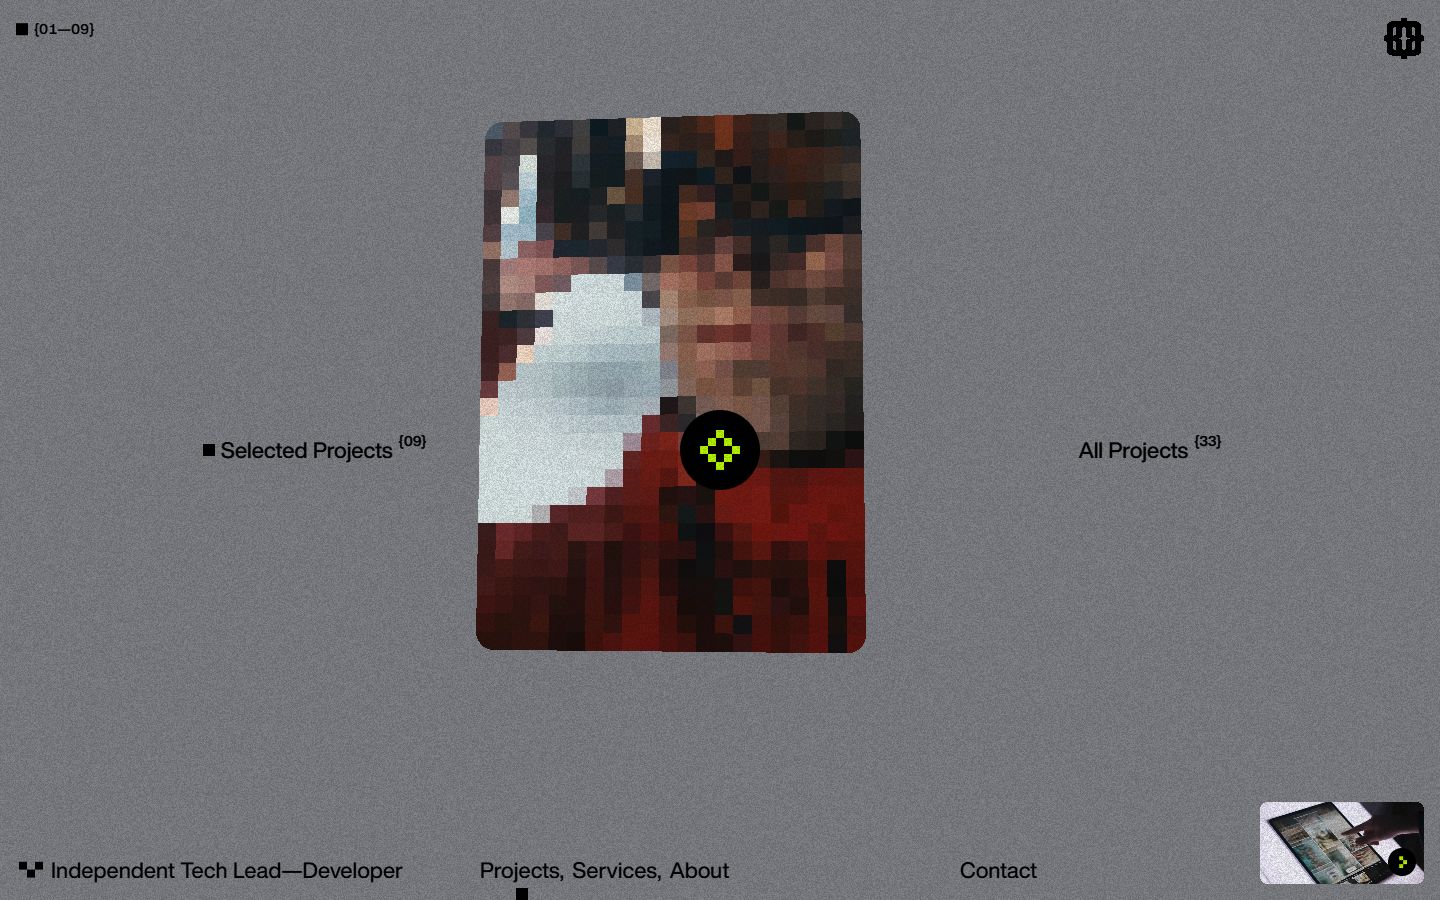 {01—09}
Selected Projects {09}
All Projects {33}
Independent Tech Lead—Developer
Projects, Services, About
Contact